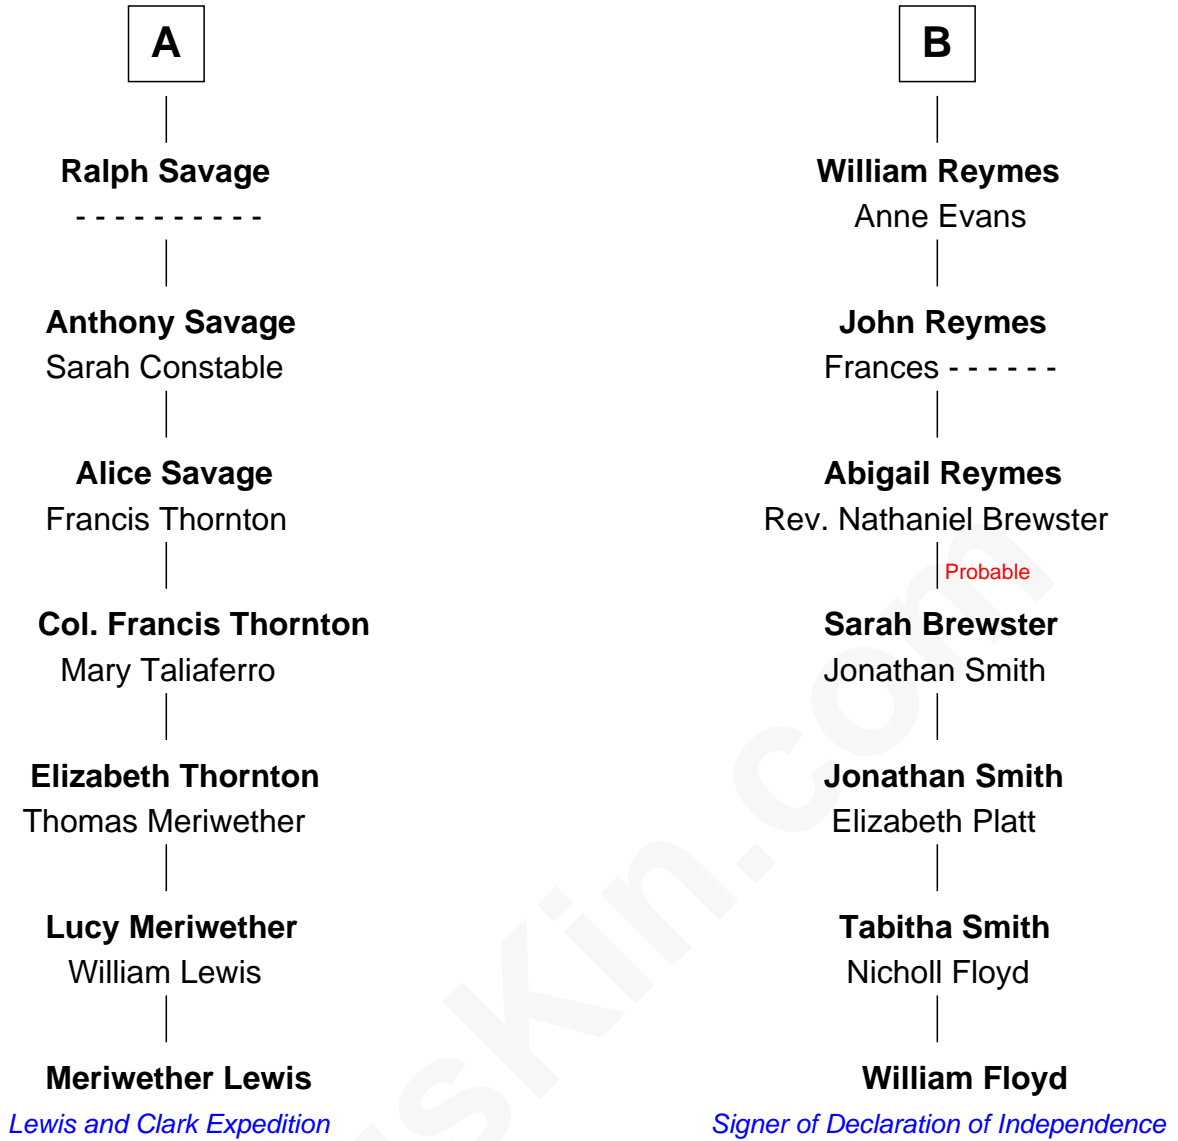 A
B
Ralph Savage
- - - - - - - - - -
William Reymes
Anne Evans
Anthony Savage
Sarah Constable
John Reymes
Frances - - - - - -
Alice Savage
Francis Thornton
Abigail Reymes
Rev. Nathaniel Brewster
Probable
Col. Francis Thornton
Mary Taliaferro
Sarah Brewster
Jonathan Smith
Elizabeth Thornton
Thomas Meriwether
Jonathan Smith
Elizabeth Platt
Lucy Meriwether
William Lewis
Tabitha Smith
Nicholl Floyd
Meriwether Lewis
Lewis and Clark Expedition
William Floyd
Signer of Declaration of Independence
sKin.com